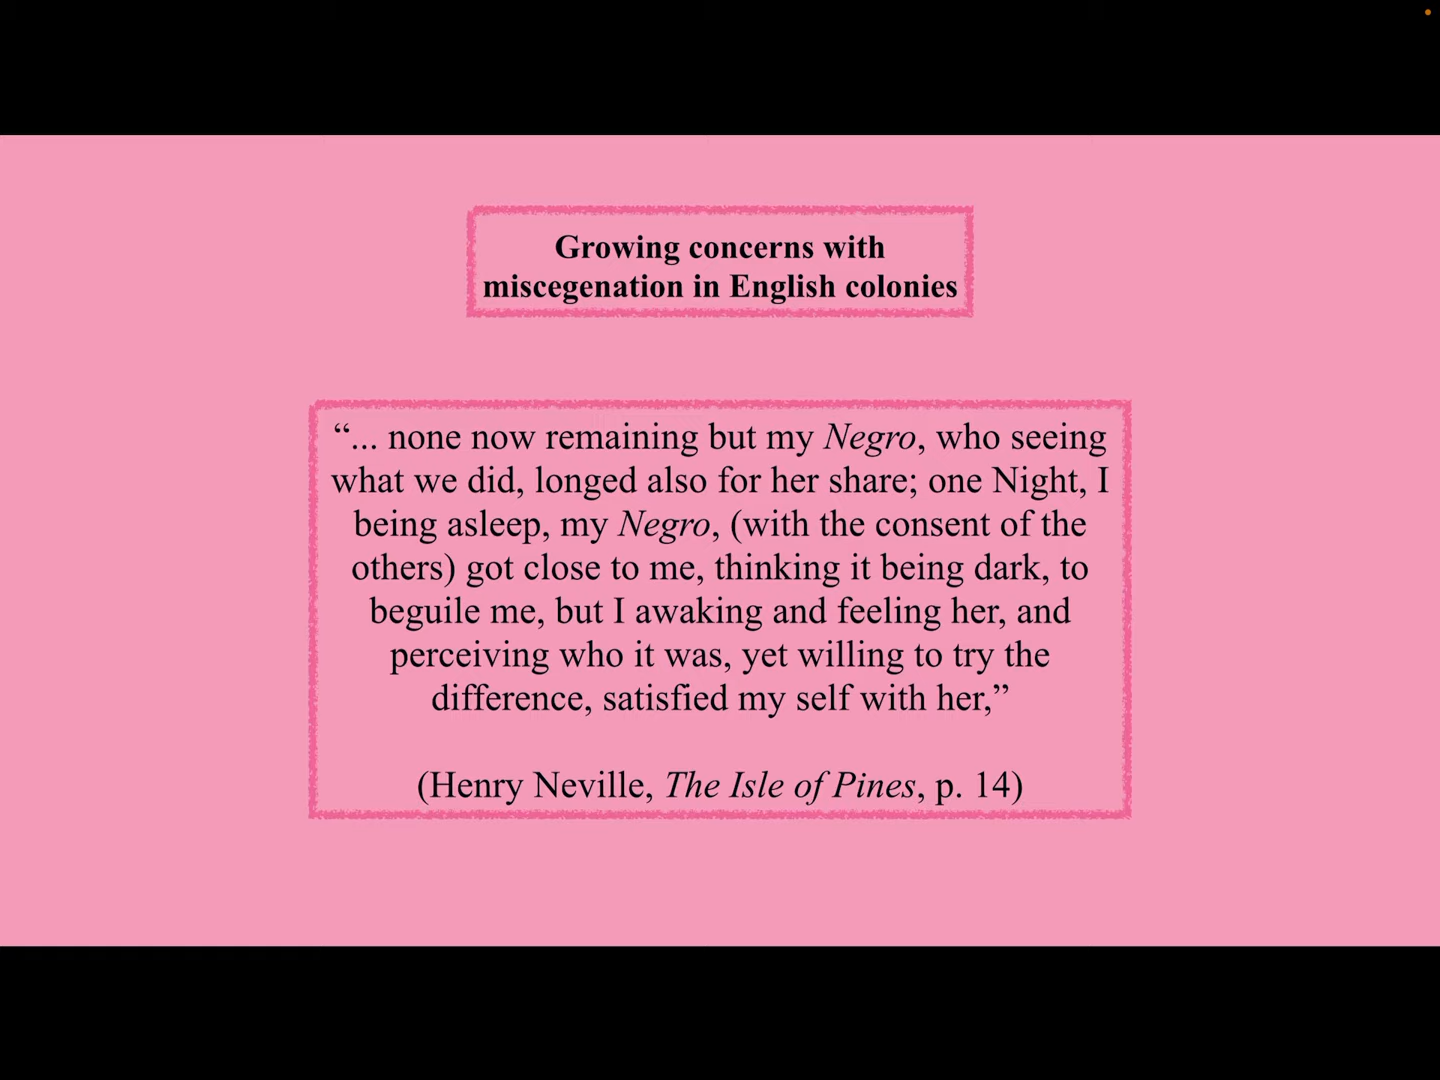 Growing concerns with
miscegenation in English colonies
“... none now remaining but my Negro, who seeing
what we did, longed also for her share; one Night, I
being asleep, my Negro, (with the consent of the
others) got close to me, thinking it being dark, to
beguile me, but I awaking and feeling her, and
perceiving who it was, yet willing to try the
difference, satisfied my self with her,”
(Henry Neville, The Isle of Pines, p. 14)